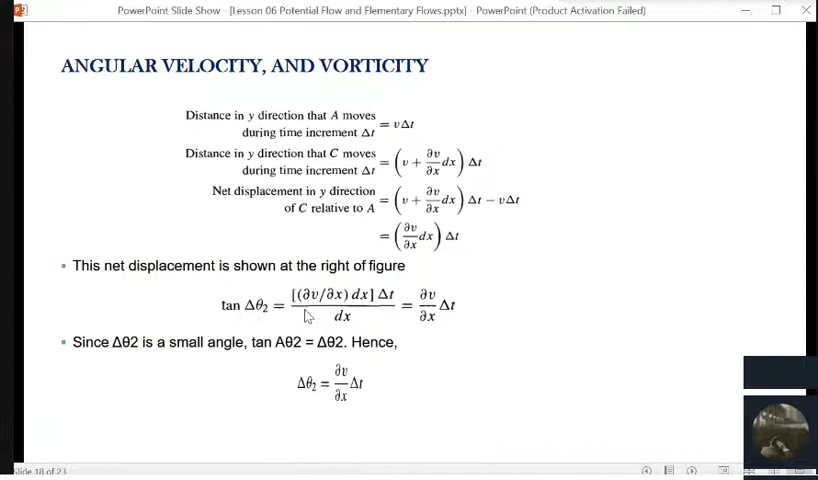 PowerPoint Slide Show - [Lesson 06 Potential Flow and Elementary Flows.pptx] - PowerPoint (Product Activation Failed)
ANGULAR VELOCITY, AND VORTICITY
Distance in y direction that A moves
during time increment Δt = vΔt
Distance in y direction that C moves
during time increment Δt = (v + ∂v/∂x dx) Δt
Net displacement in y direction
of C relative to A = (v + ∂v/∂x dx) Δt − vΔt
= (∂v/∂x dx) Δt
▪ This net displacement is shown at the right of figure
tan Δθ₂ = [(∂v/∂x) dx] Δt / dx = ∂v/∂x Δt
▪ Since Δθ2 is a small angle, tan Aθ2 = Δθ2. Hence,
Δθ₂ = ∂v/∂x Δt
Slide 18 of 23